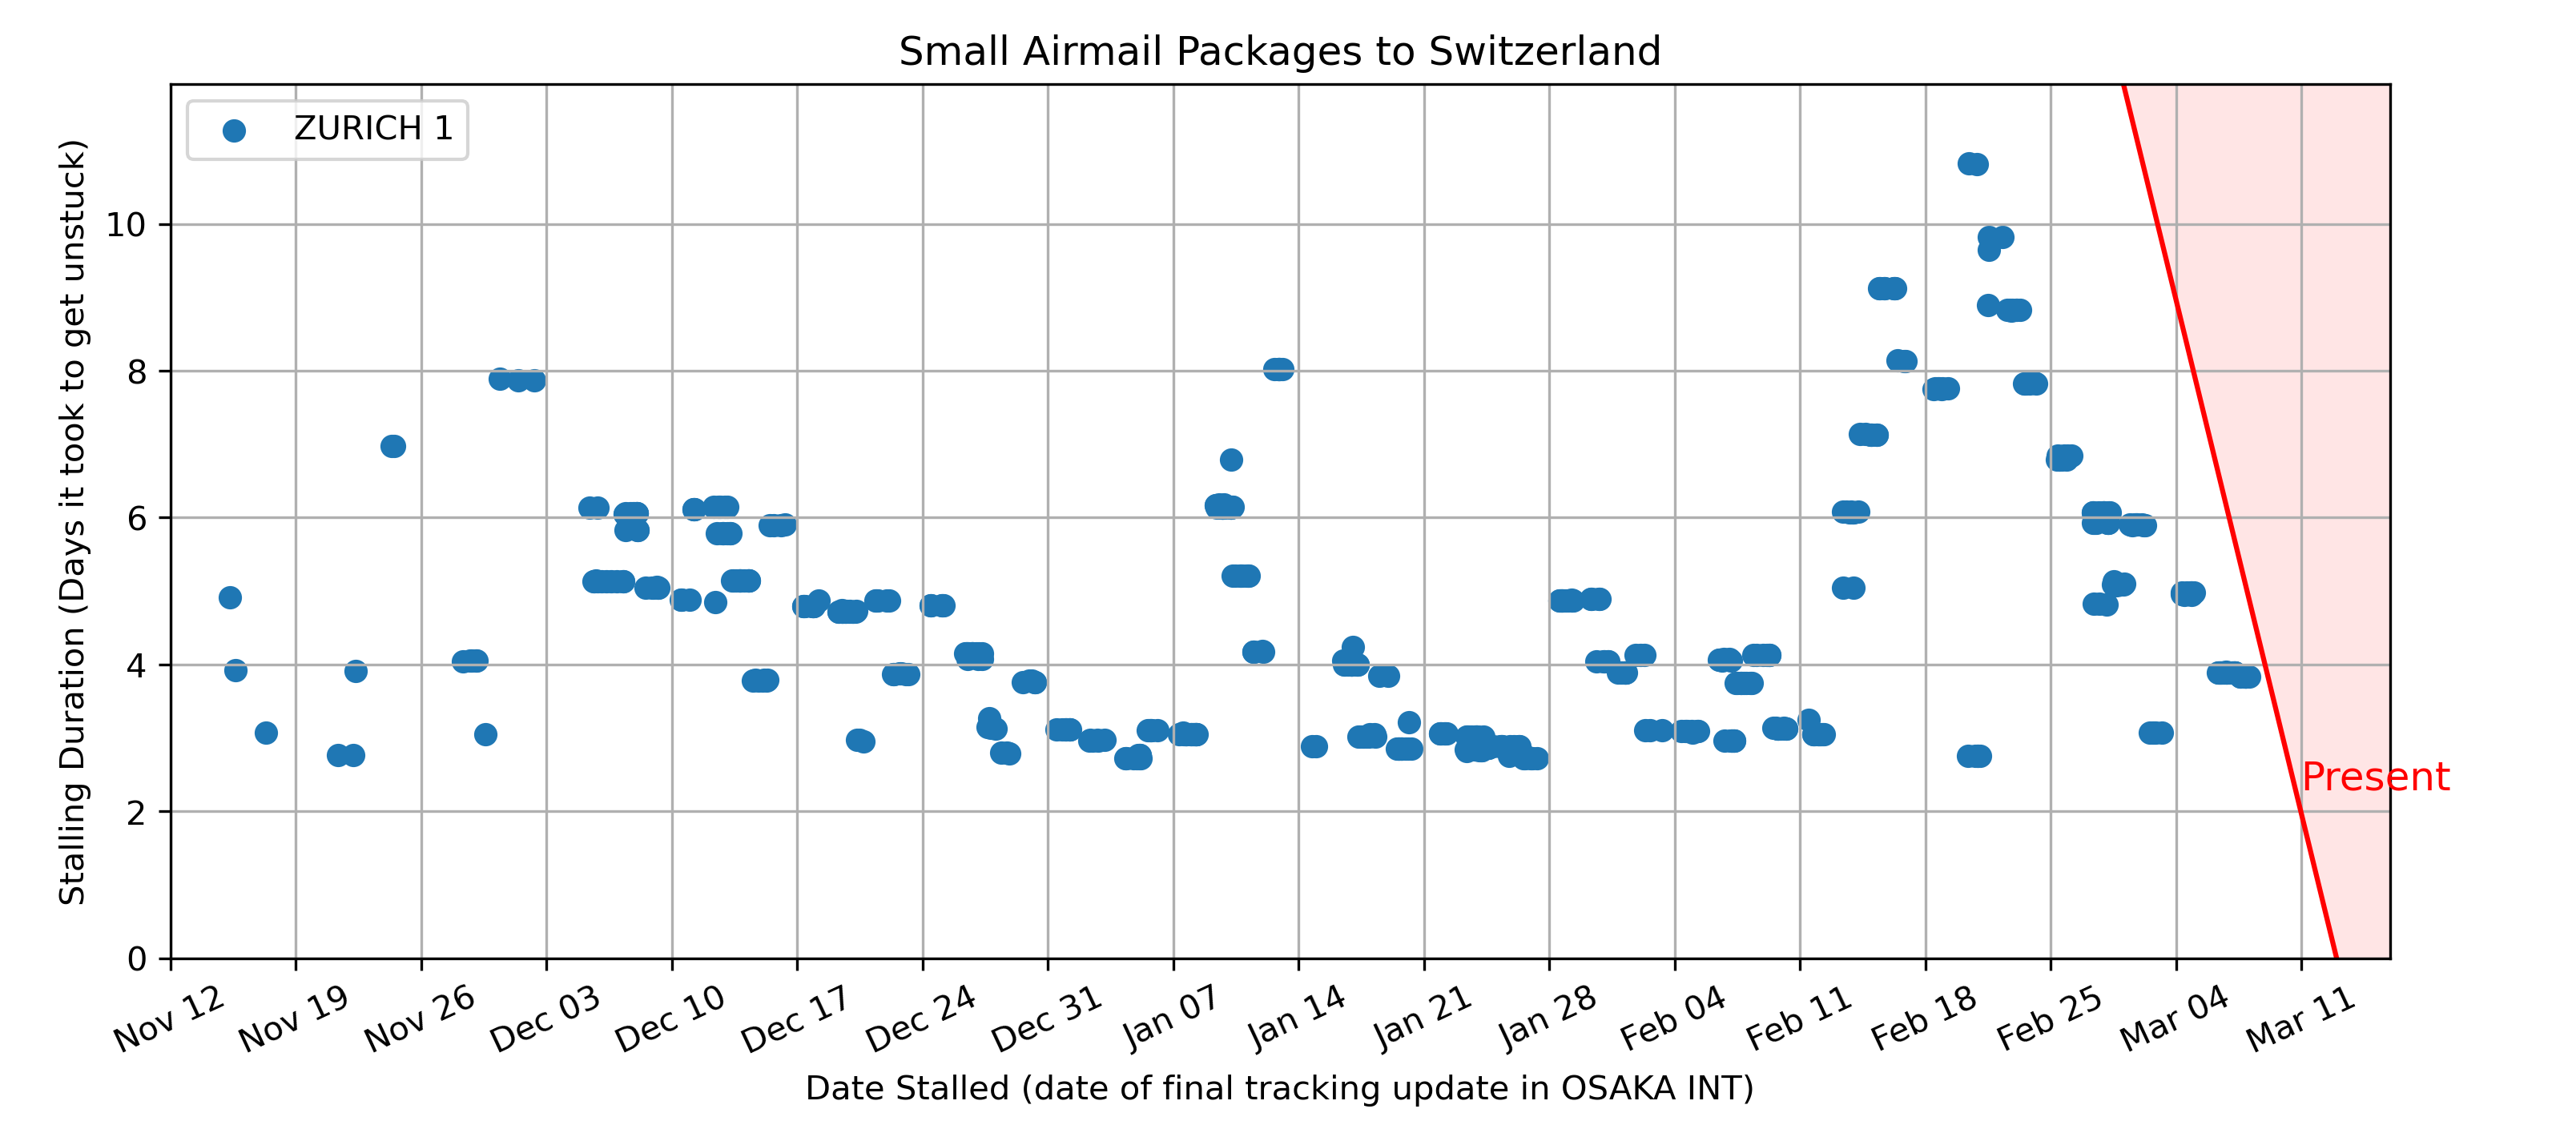 Small Airmail Packages to Switzerland
ZURICH 1
Stalling Duration (Days it took to get unstuck)
10
8
6
4
2
0
Present
Nov 12
Nov 19
Nov 26
Dec 03
Dec 10
Dec 17
Dec 24
Dec 31
Jan 07
Jan 14
Jan 21
Jan 28
Feb 04
Feb 11
Feb 18
Feb 25
Mar 04
Mar 11
Date Stalled (date of final tracking update in OSAKA INT)